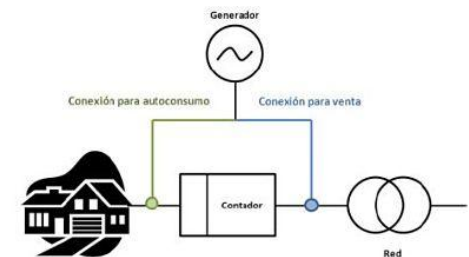 Generador
Conexión para autoconsumo
Conexión para venta
Contador
Red